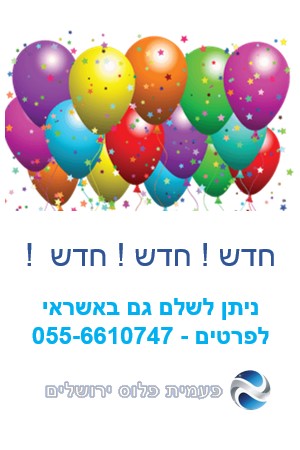 חדש ! חדש ! חדש !
ניתן לשלם גם באשראי
לפרטים - 055-6610747
פעמית פלוס ירושלים